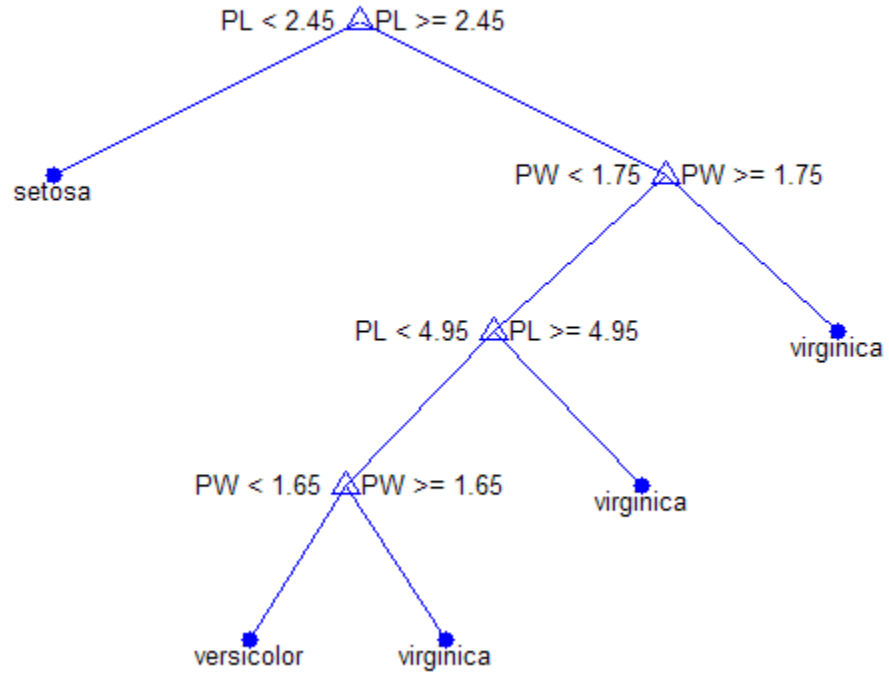 PL < 2.45 PL >= 2.45
setosa
PW < 1.75 PW >= 1.75
PL < 4.95 PL >= 4.95
virginica
PW < 1.65 PW >= 1.65
virginica
versicolor
virginica